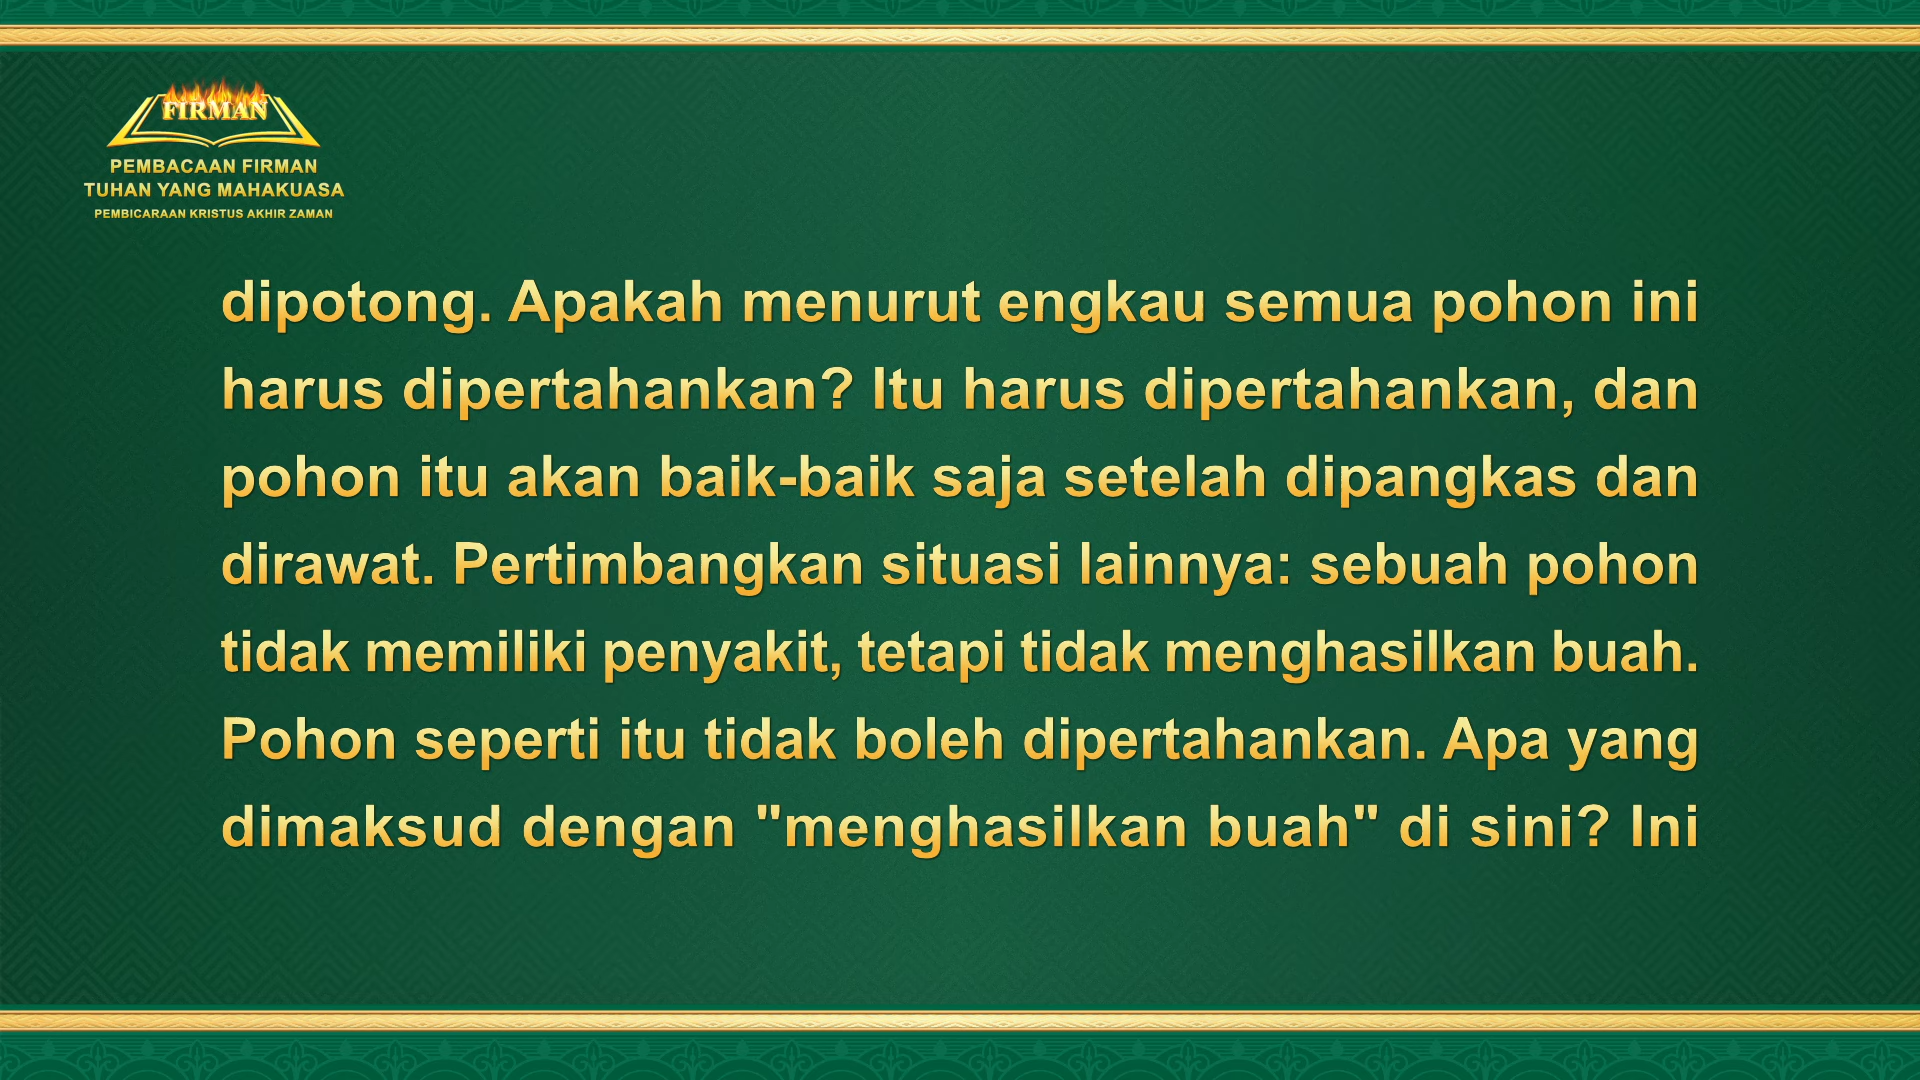 FIRMAN
PEMBACAAN FIRMAN
TUHAN YANG MAHAKUASA
PEMBICARAAN KRISTUS AKHIR ZAMAN
dipotong. Apakah menurut engkau semua pohon ini
harus dipertahankan? Itu harus dipertahankan, dan
pohon itu akan baik-baik saja setelah dipangkas dan
dirawat. Pertimbangkan situasi lainnya: sebuah pohon
tidak memiliki penyakit, tetapi tidak menghasilkan buah.
Pohon seperti itu tidak boleh dipertahankan. Apa yang
dimaksud dengan "menghasilkan buah" di sini? Ini